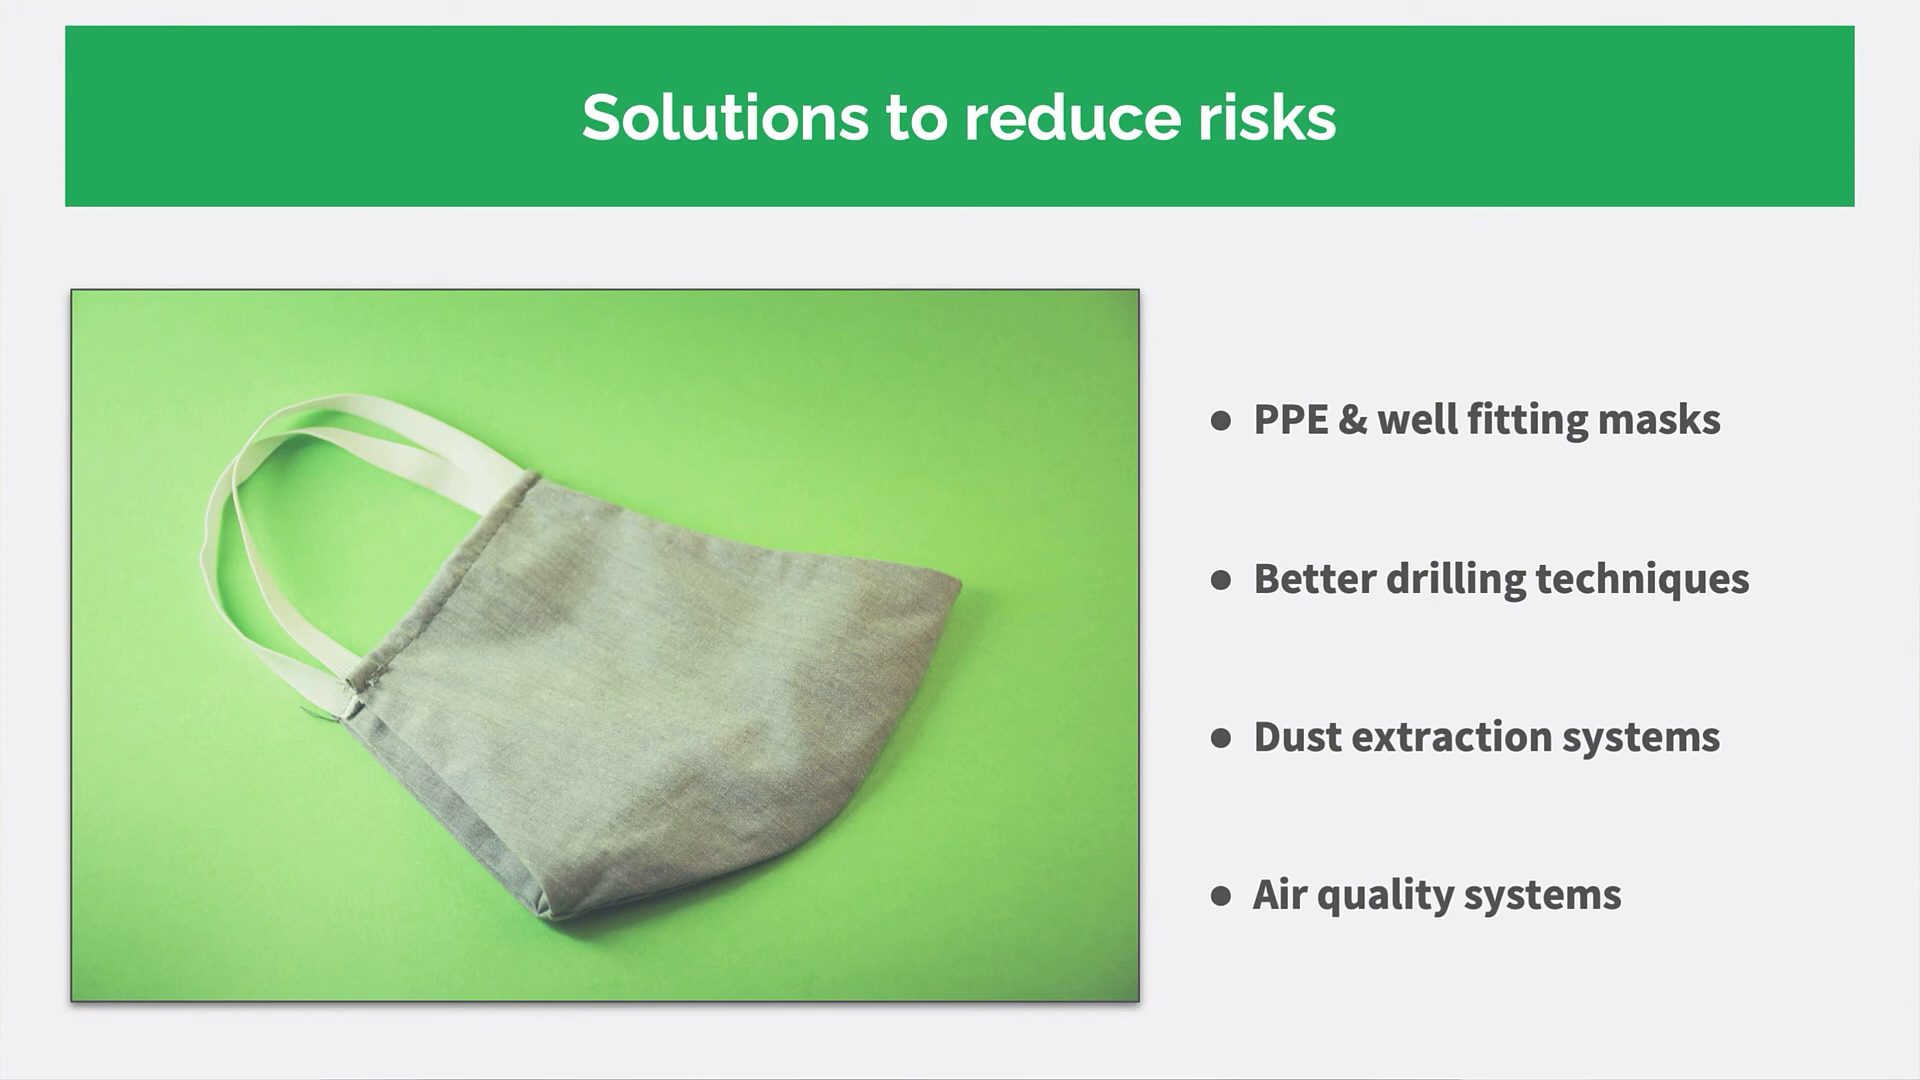 Solutions to reduce risks
● PPE & well fitting masks
● Better drilling techniques
● Dust extraction systems
● Air quality systems